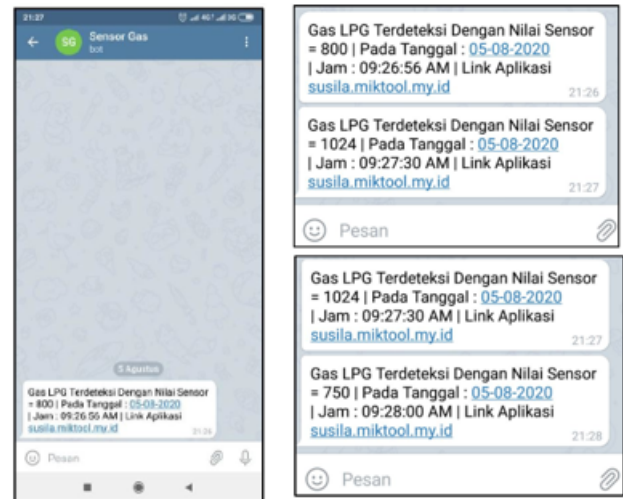 21:27
SG
Sensor Gas
bot
5 Agustus
Gas LPG Terdeteksi Dengan Nilai Sensor
= 800 | Pada Tanggal : 05-08-2020
| Jam : 09:26:56 AM | Link Aplikasi
susila.miktool.my.id
21:26
Pesan
Gas LPG Terdeteksi Dengan Nilai Sensor
= 800 | Pada Tanggal : 05-08-2020
| Jam : 09:26:56 AM | Link Aplikasi
susila.miktool.my.id
21:26
Gas LPG Terdeteksi Dengan Nilai Sensor
= 1024 | Pada Tanggal : 05-08-2020
| Jam : 09:27:30 AM | Link Aplikasi
susila.miktool.my.id
21:27
Pesan
Gas LPG Terdeteksi Dengan Nilai Sensor
= 1024 | Pada Tanggal : 05-08-2020
| Jam : 09:27:30 AM | Link Aplikasi
susila.miktool.my.id
21:27
Gas LPG Terdeteksi Dengan Nilai Sensor
= 750 | Pada Tanggal : 05-08-2020
| Jam : 09:28:00 AM | Link Aplikasi
susila.miktool.my.id
21:28
Pesan